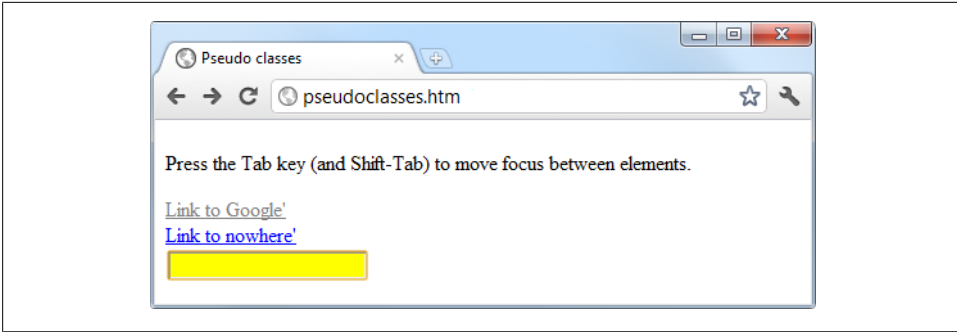 Pseudo classes
pseudoclasses.htm
Press the Tab key (and Shift-Tab) to move focus between elements.
Link to Google'
Link to nowhere'